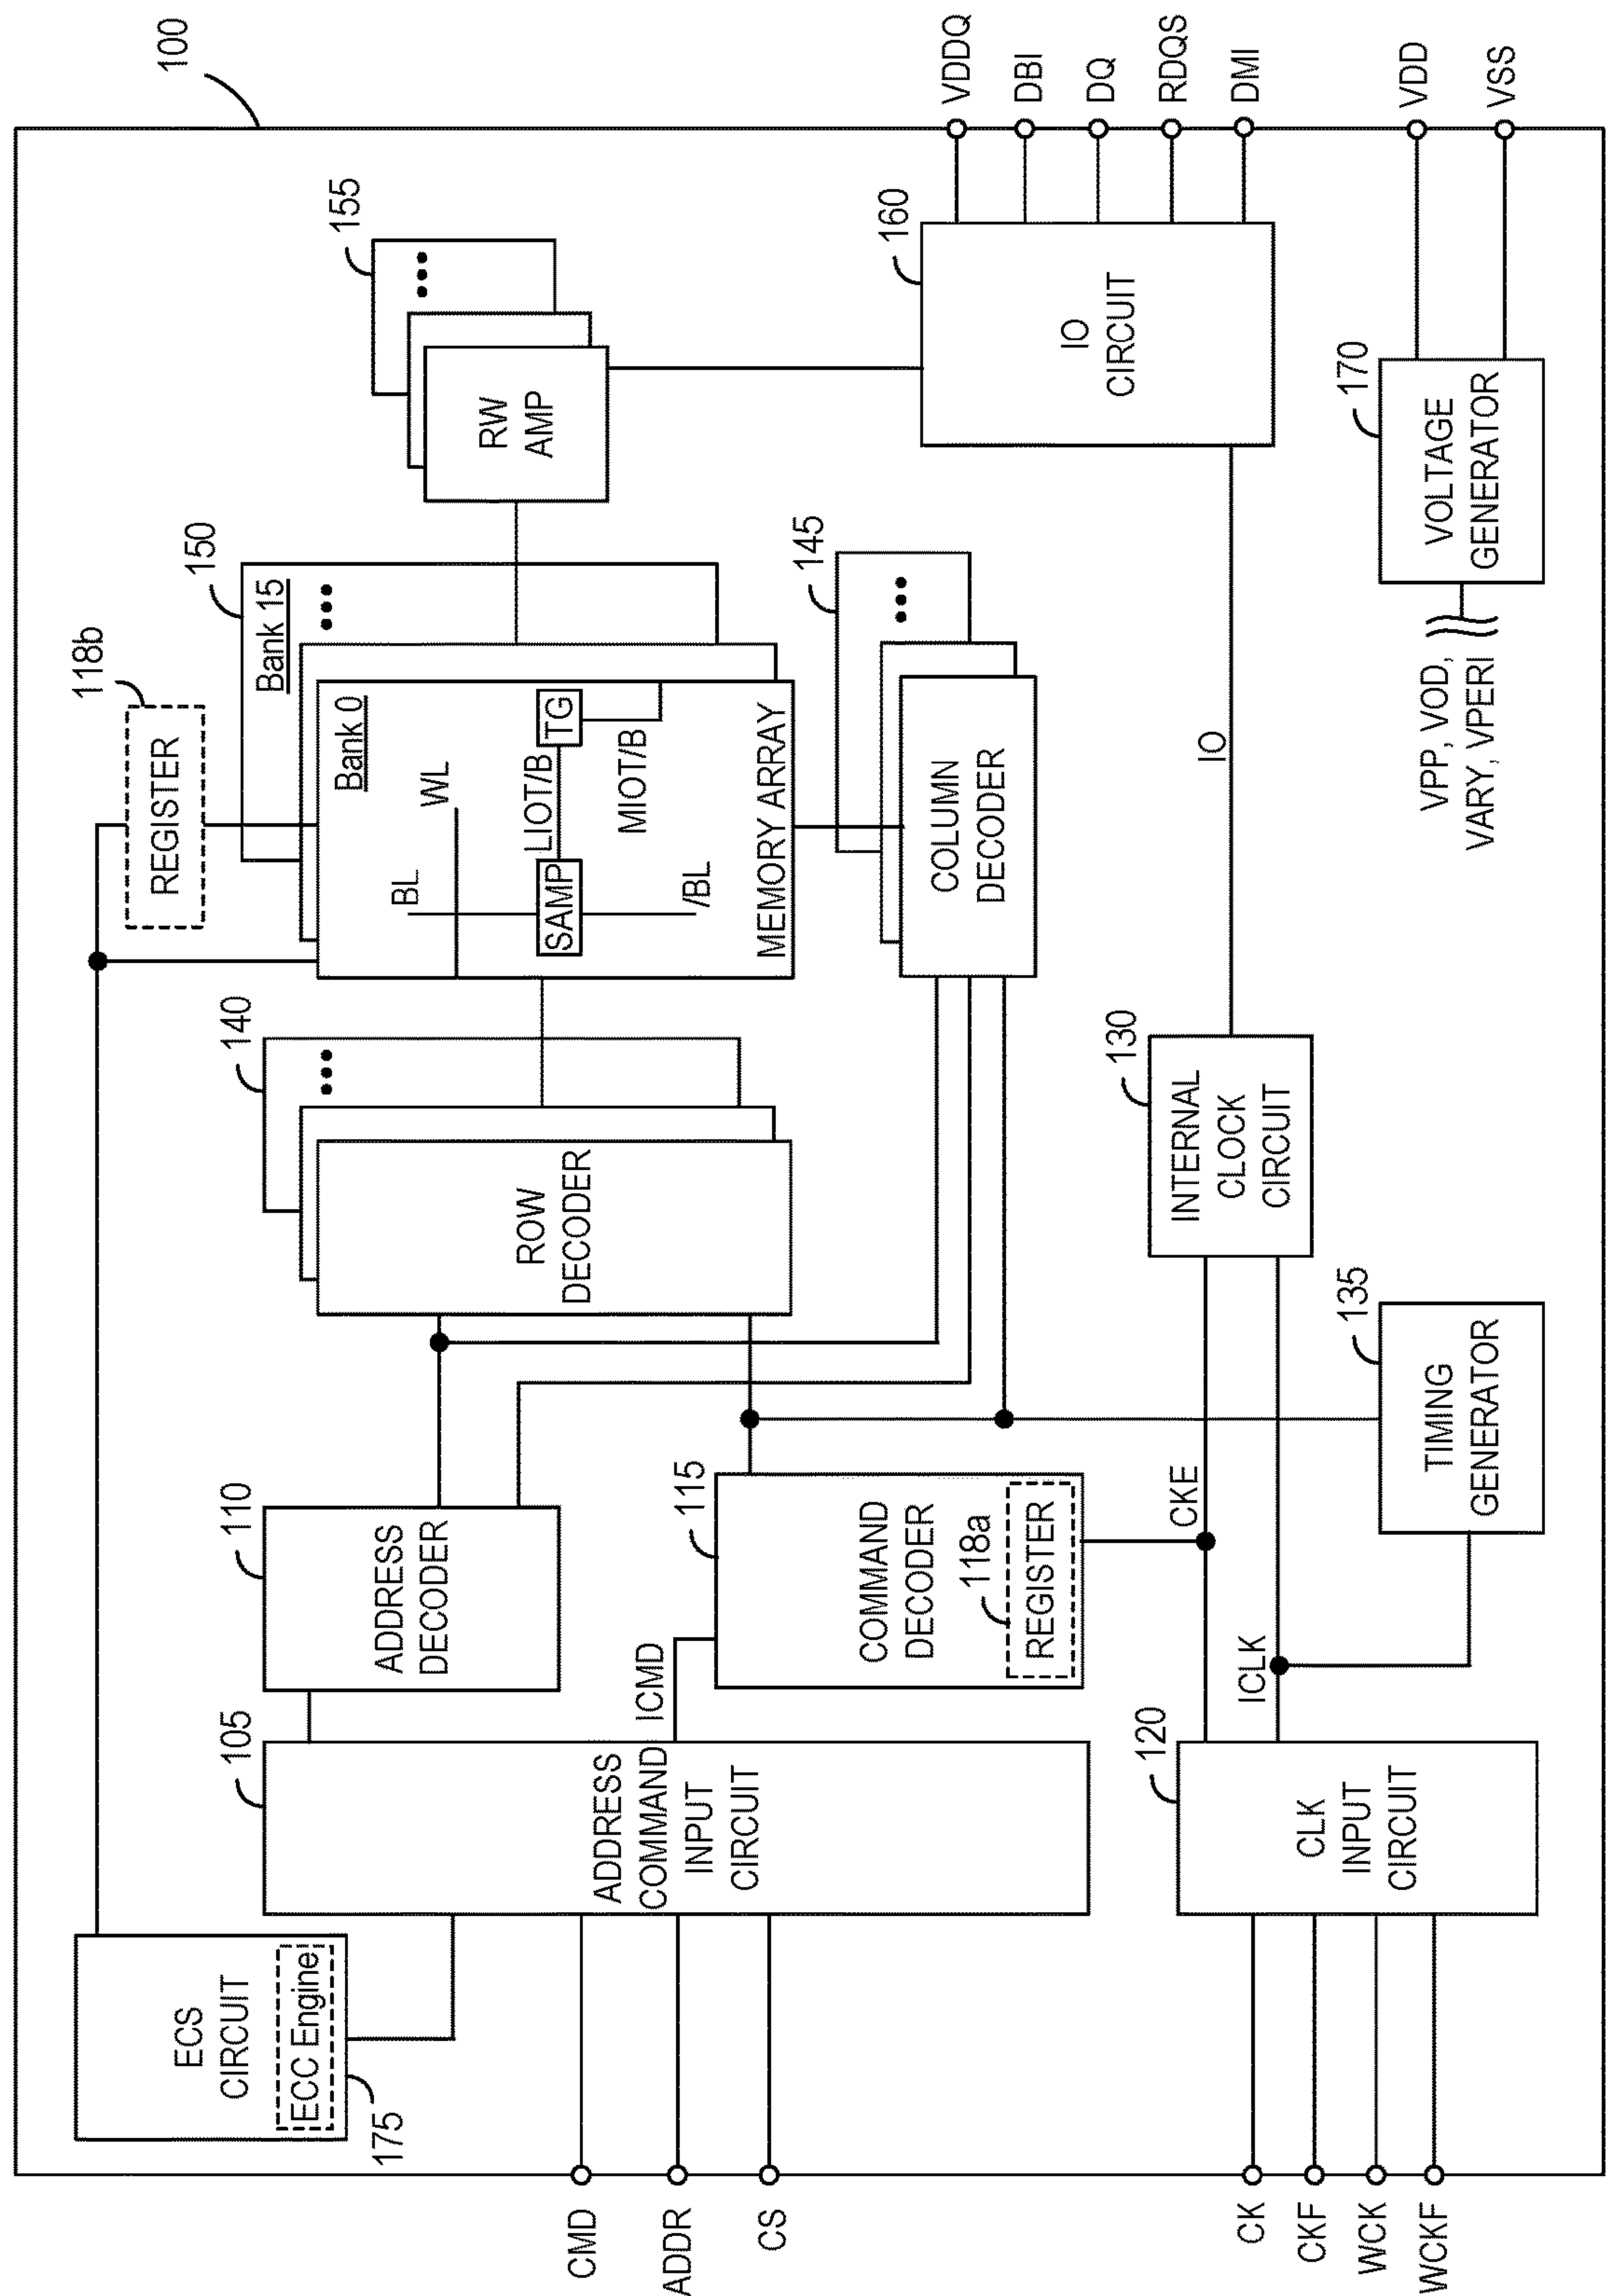 100
ECS
CIRCUIT
ECC Engine
175
118b
REGISTER
105
ADDRESS
COMMAND
INPUT
CIRCUIT
110
ADDRESS
DECODER
140
ROW
DECODER
150
Bank 15
Bank 0
WL
BL
/BL
SAMP
LIOT/B
TG
MIOT/B
MEMORY ARRAY
155
RW
AMP
ICMD
115
COMMAND
DECODER
118a
REGISTER
145
COLUMN
DECODER
160
IO
CIRCUIT
CMD
ADDR
CS
CK
CKF
WCK
WCKF
120
CLK
INPUT
CIRCUIT
CKE
ICLK
130
INTERNAL
CLOCK
CIRCUIT
IO
135
TIMING
GENERATOR
170
VOLTAGE
GENERATOR
VPP, VOD,
VARY, VPERI
VDDQ
DBI
DQ
RDQS
DMI
VDD
VSS